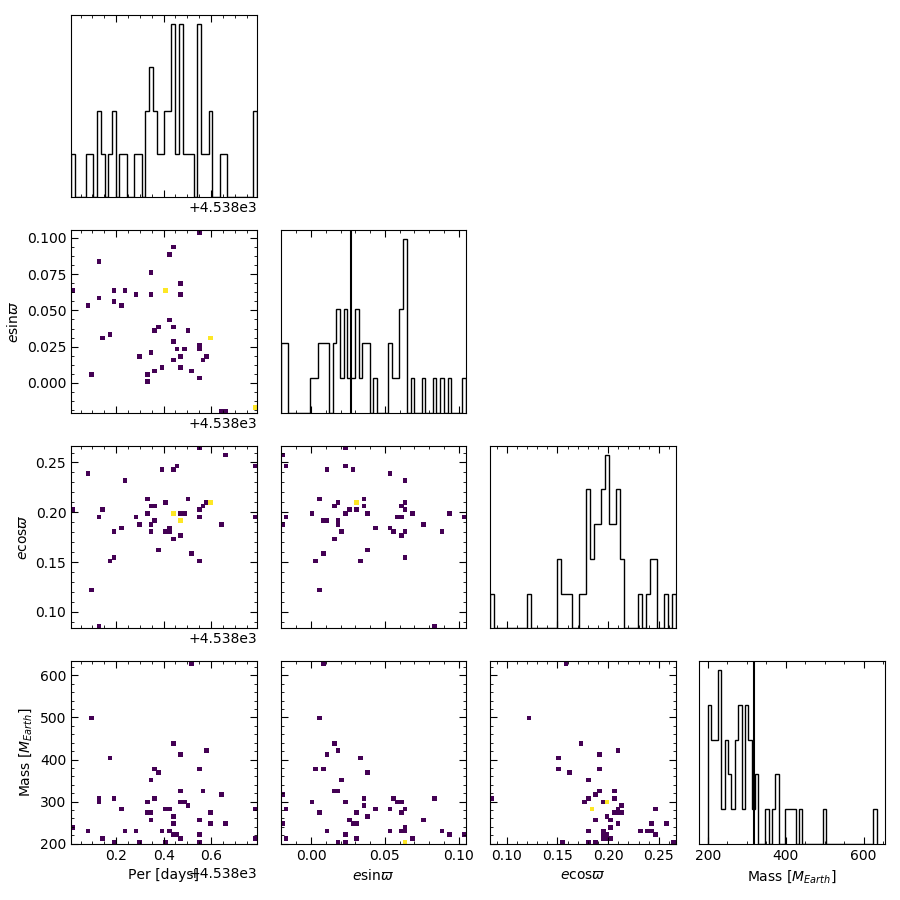 +4.538e3
0.100
0.075
0.050
0.025
0.000
esinϖ
+4.538e3
0.25
0.20
0.15
0.10
ecosϖ
+4.538e3
600
500
400
300
200
Mass [M_Earth]
0.2 0.4 0.6
Per [days]
+4.538e3
0.00 0.05 0.10
esinϖ
0.10 0.15 0.20 0.25
ecosϖ
200 400 600
Mass [M_Earth]